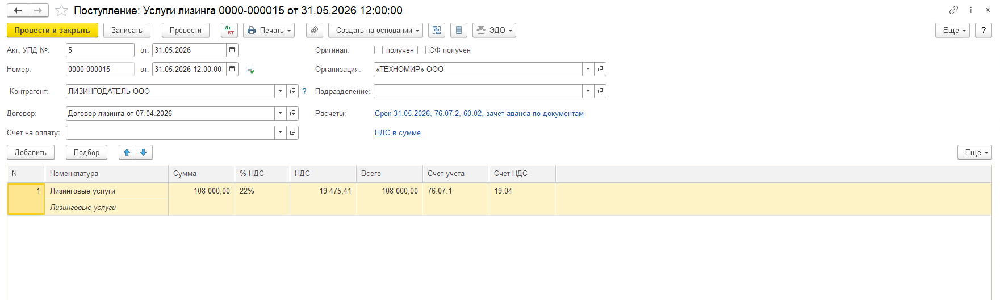 Поступление: Услуги лизинга 0000-000015 от 31.05.2026 12:00:00
Провести и закрыть Записать Провести Дт Кт Печать Создать на основании ЭДО Еще ?
Акт, УПД №: 5 от: 31.05.2026 Оригинал: получен СФ получен
Номер: 0000-000015 от: 31.05.2026 12:00:00 Организация: «ТЕХНОМИР» ООО
Контрагент: ЛИЗИНГОДАТЕЛЬ ООО ? Подразделение:
Договор: Договор лизинга от 07.04.2026 Расчеты: Срок 31.05.2026, 76.07.2, 60.02, зачет аванса по документам
Счет на оплату: НДС в сумме
Добавить Подбор Еще
N Номенклатура Сумма % НДС НДС Всего Счет учета Счет НДС
1 Лизинговые услуги 108 000,00 22% 19 475,41 108 000,00 76.07.1 19.04
Лизинговые услуги